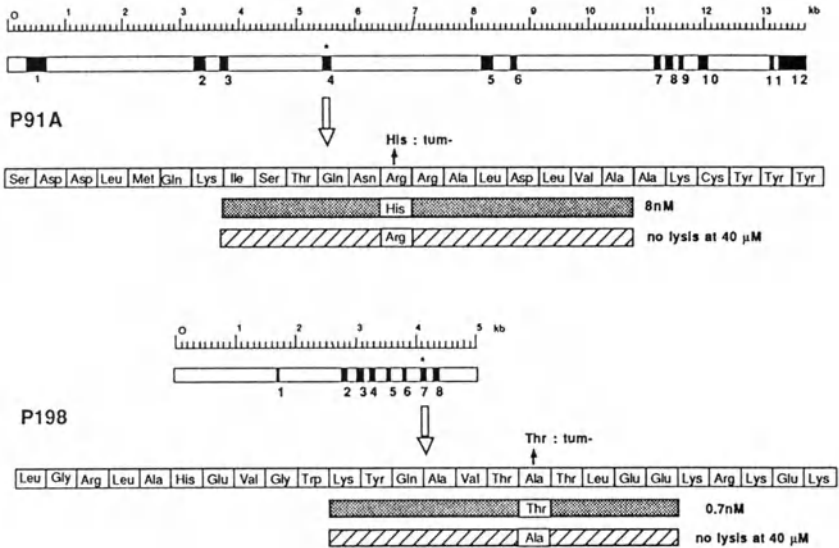 O 1 2 3 4 5 6 7 8 9 10 11 12 13 kb
*
1 2 3 4 5 6 7 8 9 10 11 12
P91A
His : tum-
Ser Asp Asp Leu Met Gln Lys Ile Ser Thr Gln Asn Arg Arg Ala Leu Asp Leu Val Ala Ala Lys Cys Tyr Tyr Tyr
His 8nM
Arg no lysis at 40 µM
O 1 2 3 4 5 kb
*
1 2 3 4 5 6 7 8
P198
Thr : tum-
Leu Gly Arg Leu Ala His Glu Val Gly Trp Lys Tyr Gln Ala Val Thr Ala Thr Leu Glu Glu Lys Arg Lys Glu Lys
Thr 0.7nM
Ala no lysis at 40 µM